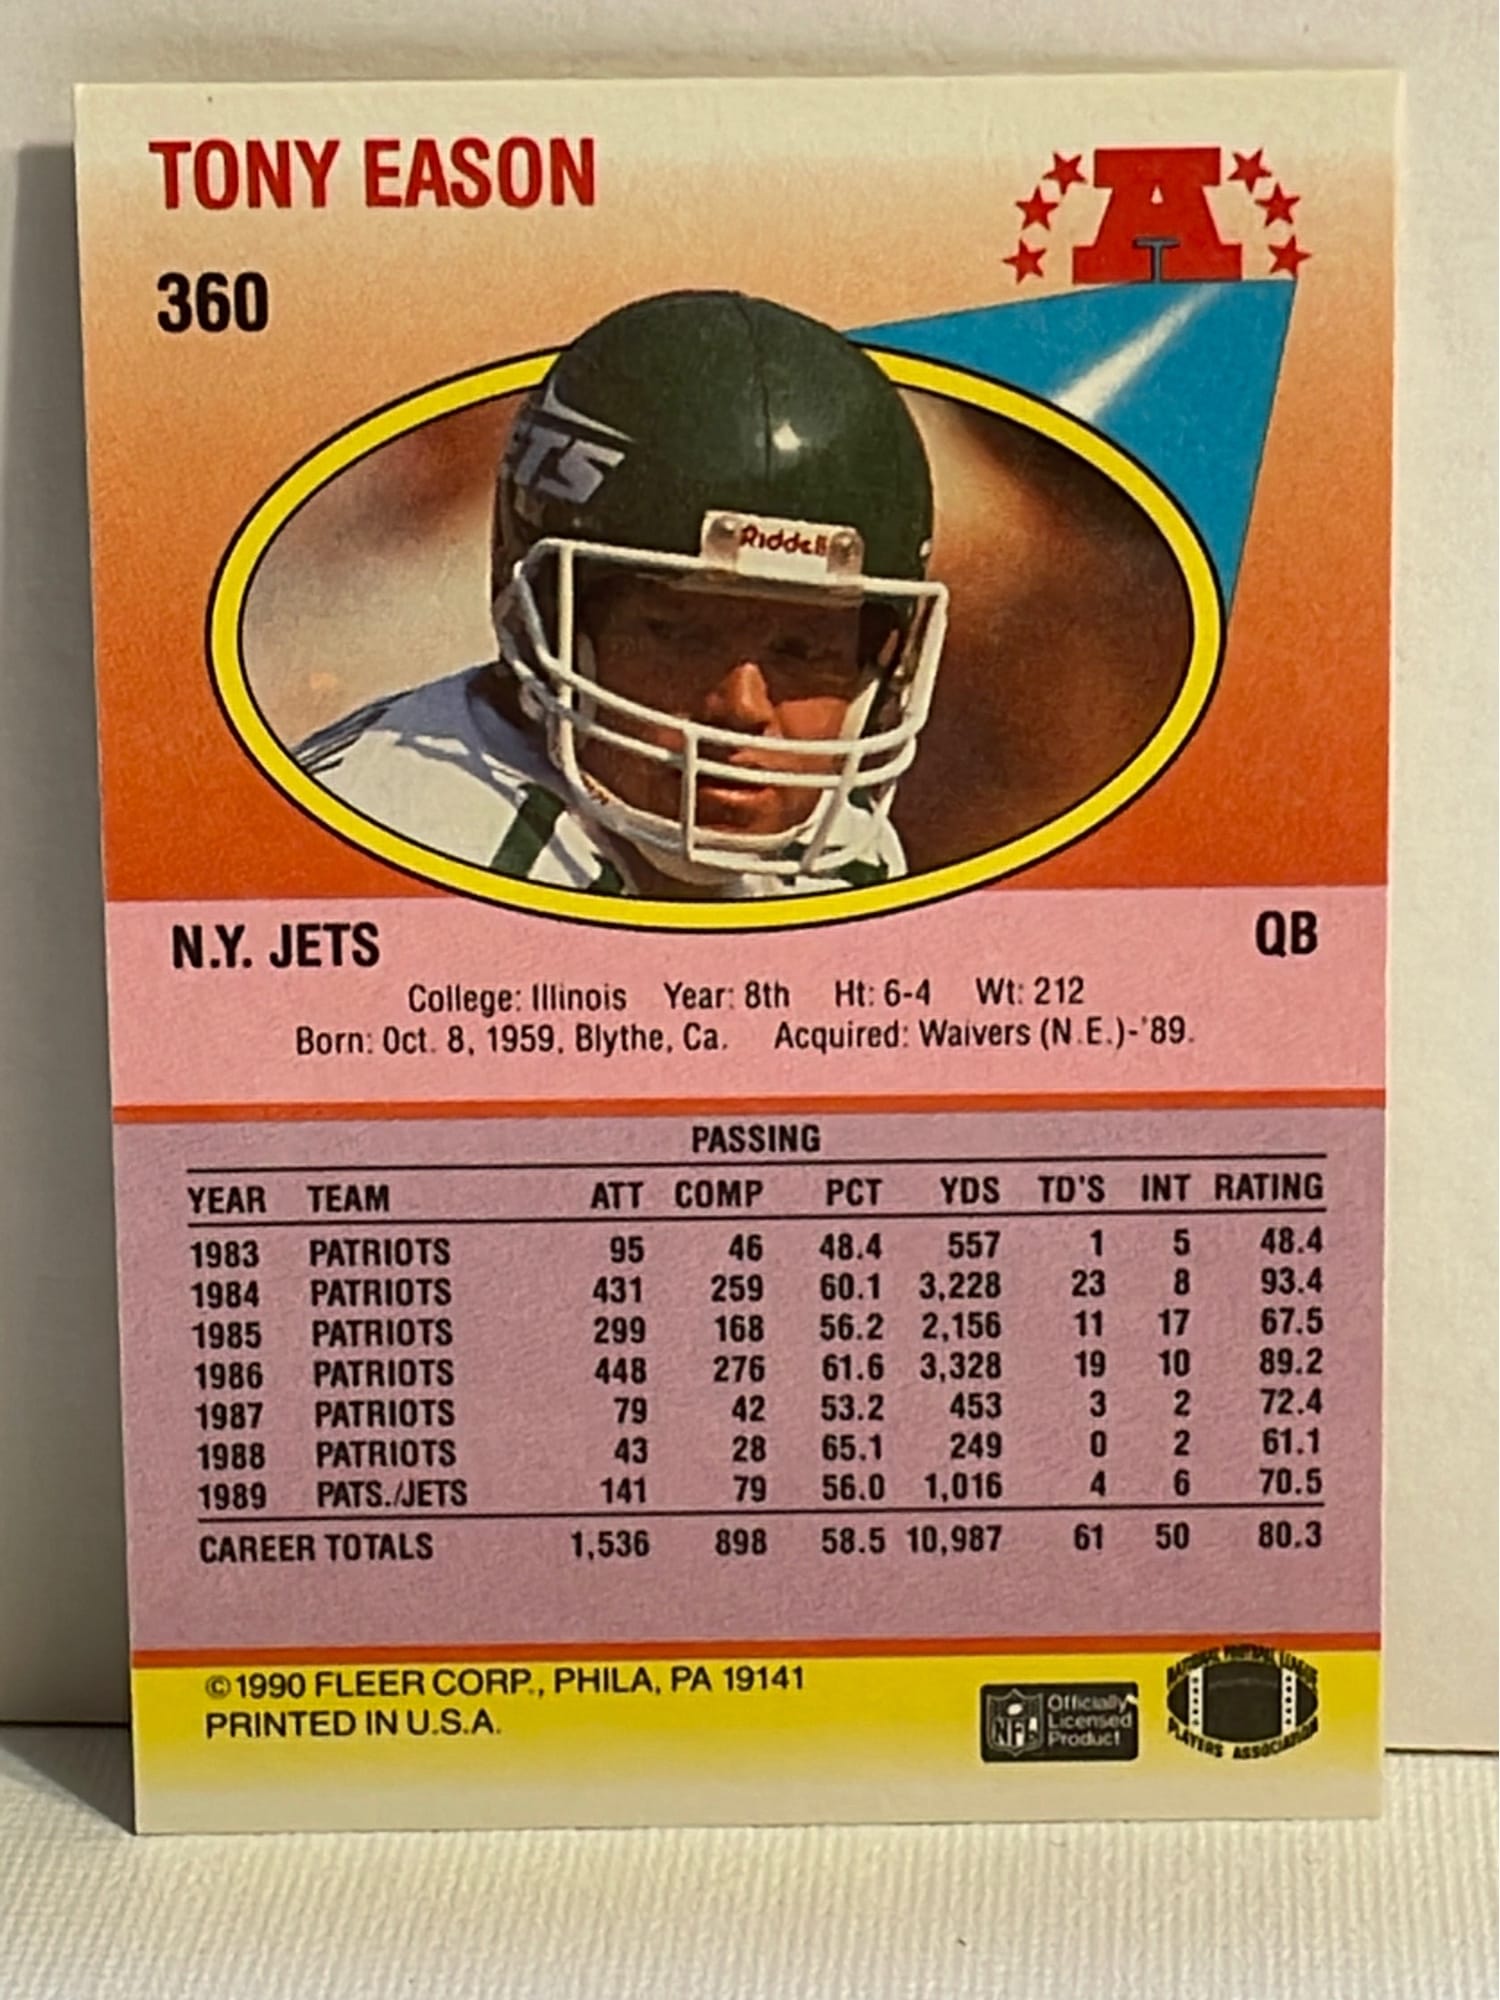 TONY EASON
360
A
JETS
Riddell
N.Y. JETS QB
College: Illinois Year: 8th Ht: 6-4 Wt: 212
Born: Oct. 8, 1959, Blythe, Ca. Acquired: Waivers (N.E.)-'89.
PASSING
YEAR TEAM ATT COMP PCT YDS TD'S INT RATING
1983 PATRIOTS 95 46 48.4 557 1 5 48.4
1984 PATRIOTS 431 259 60.1 3,228 23 8 93.4
1985 PATRIOTS 299 168 56.2 2,156 11 17 67.5
1986 PATRIOTS 448 276 61.6 3,328 19 10 89.2
1987 PATRIOTS 79 42 53.2 453 3 2 72.4
1988 PATRIOTS 43 28 65.1 249 0 2 61.1
1989 PATS./JETS 141 79 56.0 1,016 4 6 70.5
CAREER TOTALS 1,536 898 58.5 10,987 61 50 80.3
©1990 FLEER CORP., PHILA, PA 19141
PRINTED IN U.S.A.
NFL
Officially
Licensed
Product
NATIONAL FOOTBALL LEAGUE
PLAYERS ASSOCIATION